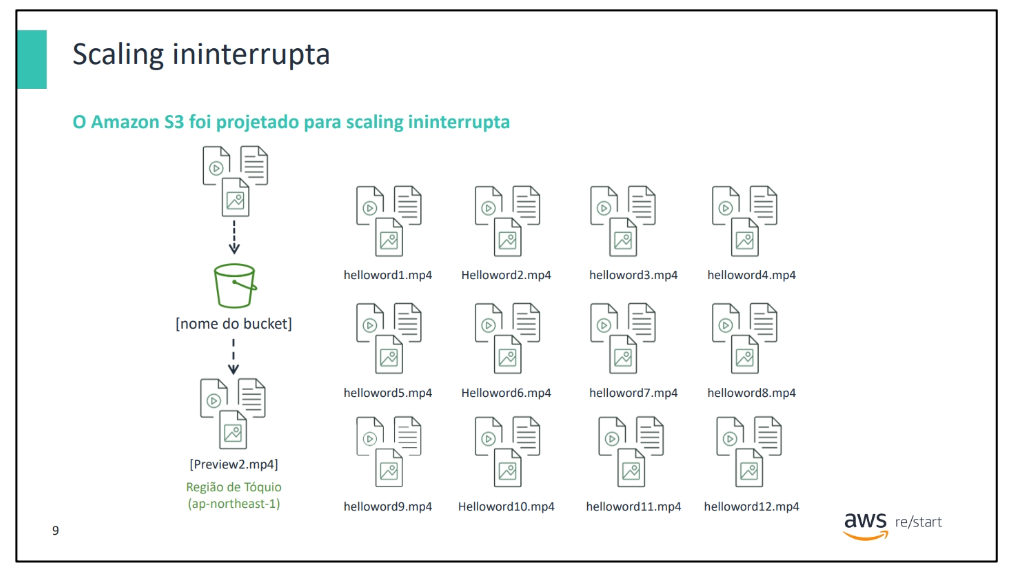 Scaling ininterrupta
O Amazon S3 foi projetado para scaling ininterrupta
[nome do bucket]
[Preview2.mp4]
Região de Tóquio
(ap-northeast-1)
helloword1.mp4
Helloword2.mp4
helloword3.mp4
helloword4.mp4
helloword5.mp4
Helloword6.mp4
helloword7.mp4
helloword8.mp4
helloword9.mp4
Helloword10.mp4
helloword11.mp4
helloword12.mp4
9
aws re/start